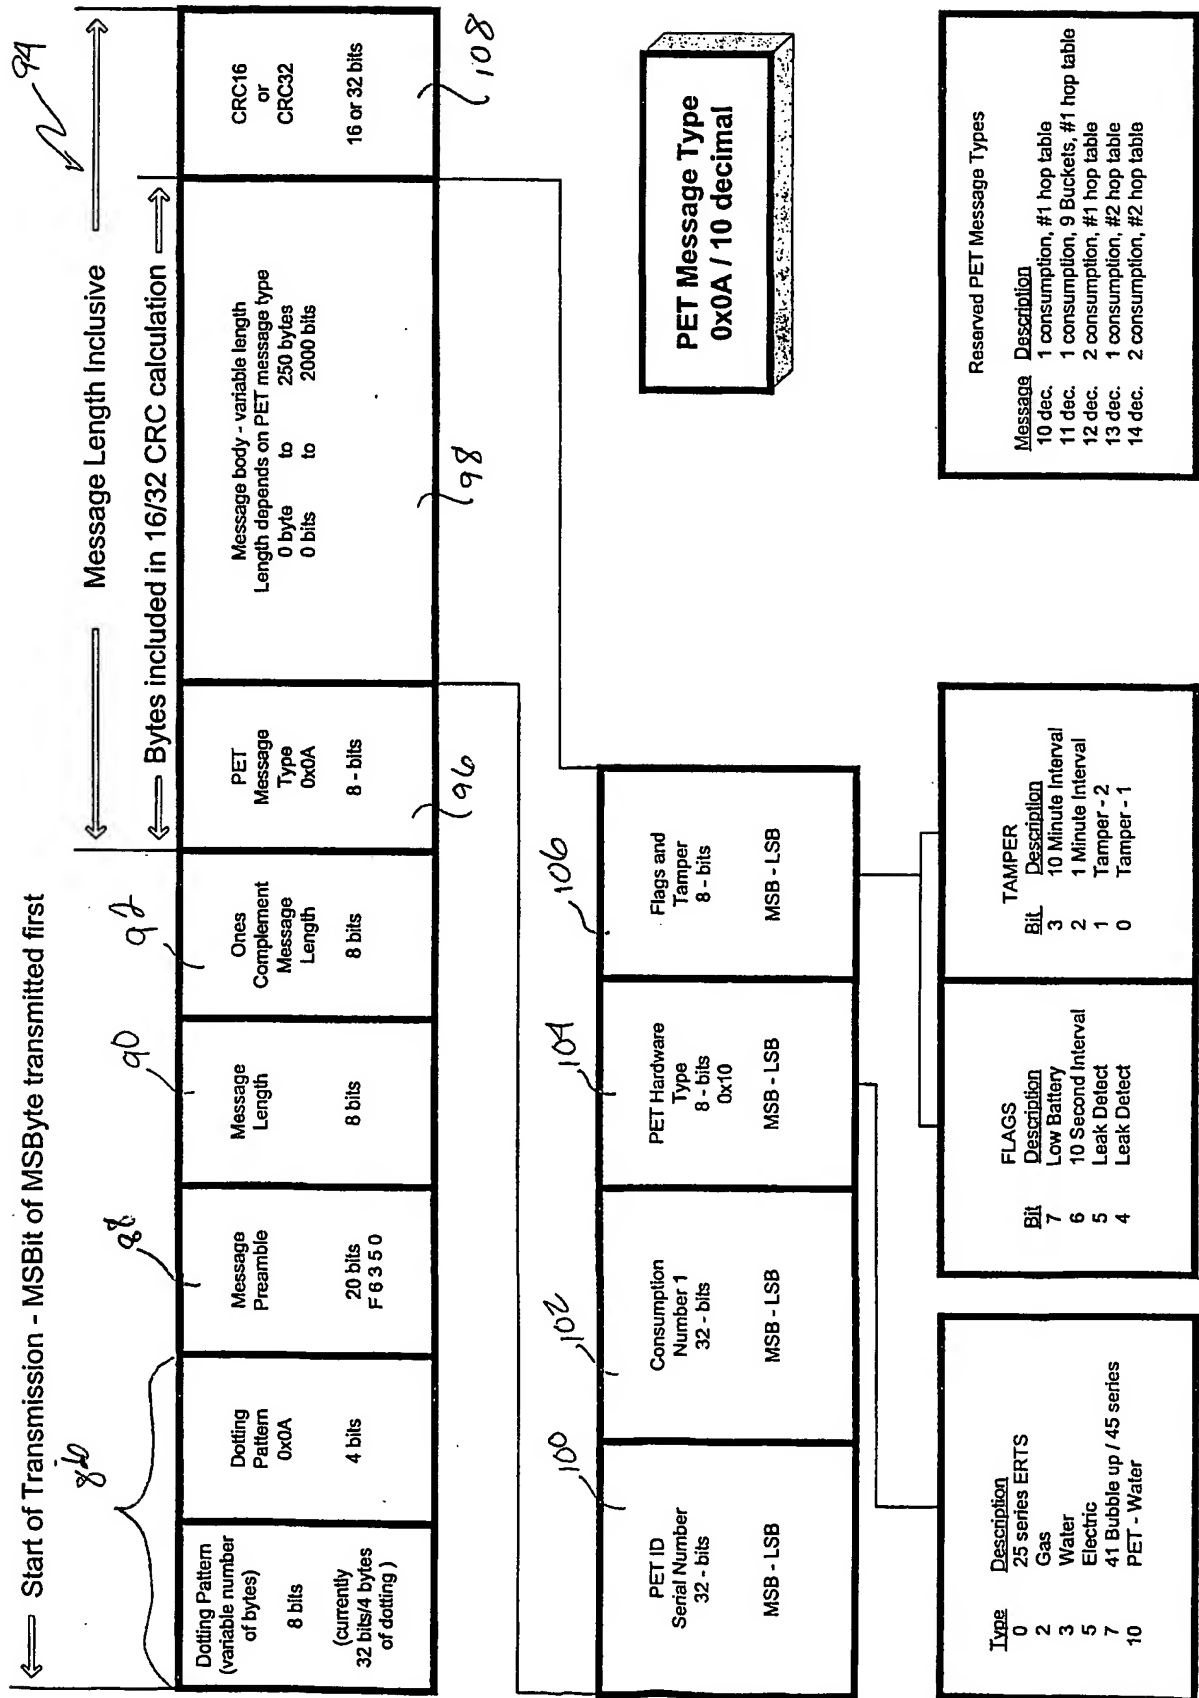 Start of Transmission - MSBit of MSByte transmitted first
94
Message Length Inclusive
Bytes included in 16/32 CRC calculation
86
88
90
92
Dotting Pattern
(variable number
of bytes)
8 bits
(currently
32 bits/4 bytes
of dotting )
Dotting
Pattern
0x0A
4 bits
Message
Preamble
20 bits
F 6 3 5 0
Message
Length
8 bits
Ones
Complement
Message
Length
8 bits
PET
Message
Type
0x0A
8 - bits
Message body - variable length
Length depends on PET message type
0 byte to 250 bytes
0 bits to 2000 bits
CRC16
or
CRC32
16 or 32 bits
96
98
108
100
102
104
106
PET ID
Serial Number
32 - bits
MSB - LSB
Consumption
Number 1
32 - bits
MSB - LSB
PET Hardware
Type
8 - bits
0x10
MSB - LSB
Flags and
Tamper
8 - bits
MSB - LSB
PET Message Type
0x0A / 10 decimal
Type Description
0 25 series ERTS
2 Gas
3 Water
5 Electric
7 41 Bubble up / 45 series
10 PET - Water
FLAGS
Bit Description
7 Low Battery
6 10 Second Interval
5 Leak Detect
4 Leak Detect
TAMPER
Bit Description
3 10 Minute Interval
2 1 Minute Interval
1 Tamper - 2
0 Tamper - 1
Reserved PET Message Types
Message Description
10 dec. 1 consumption, #1 hop table
11 dec. 1 consumption, 9 Buckets, #1 hop table
12 dec. 2 consumption, #1 hop table
13 dec. 1 consumption, #2 hop table
14 dec. 2 consumption, #2 hop table